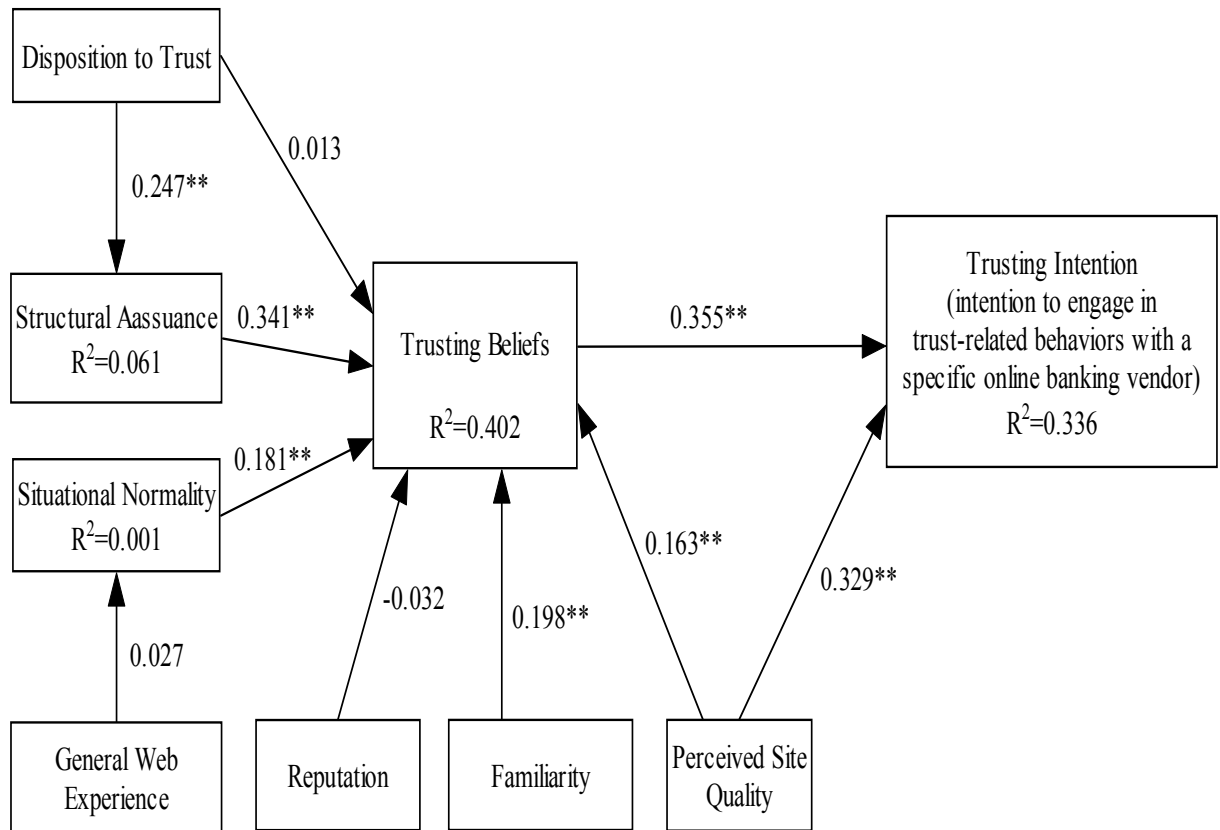 Disposition to Trust
0.013
0.247**
Structural Aassuance
R²=0.061
0.341**
Trusting Beliefs
R²=0.402
0.355**
Trusting Intention
(intention to engage in
trust-related behaviors with a
specific online banking vendor)
R²=0.336
Situational Normality
R²=0.001
0.181**
0.027
-0.032
0.198**
0.163**
0.329**
General Web
Experience
Reputation
Familiarity
Perceived Site
Quality